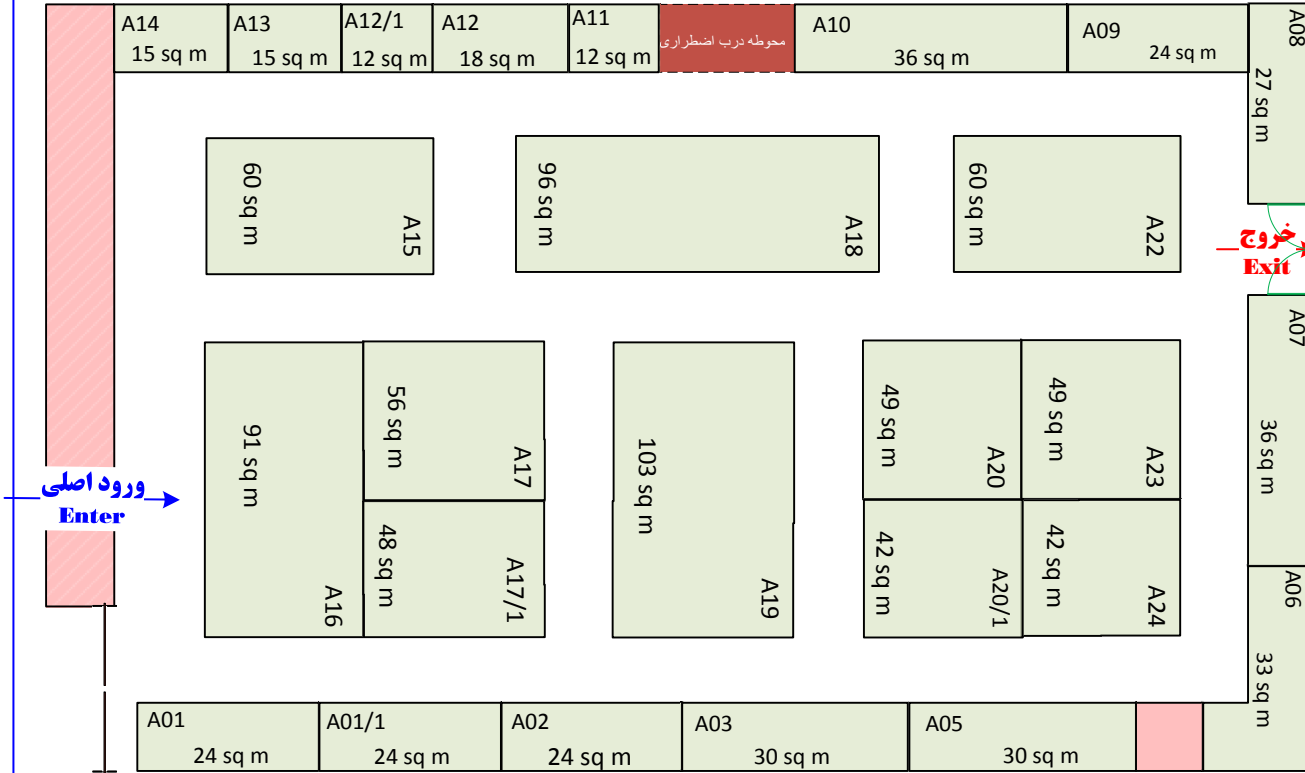 A14
15 sq m
A13
15 sq m
A12/1
12 sq m
A12
18 sq m
A11
12 sq m
محوطه درب اضطراری
A10
36 sq m
A09
24 sq m
A08
27 sq m
60 sq m
A15
96 sq m
A18
60 sq m
A22
خروج
Exit
A07
36 sq m
91 sq m
A16
56 sq m
A17
48 sq m
A17/1
103 sq m
A19
49 sq m
A20
49 sq m
A23
42 sq m
A20/1
42 sq m
A24
ورود اصلی
Enter
A06
33 sq m
A01
24 sq m
A01/1
24 sq m
A02
24 sq m
A03
30 sq m
A05
30 sq m